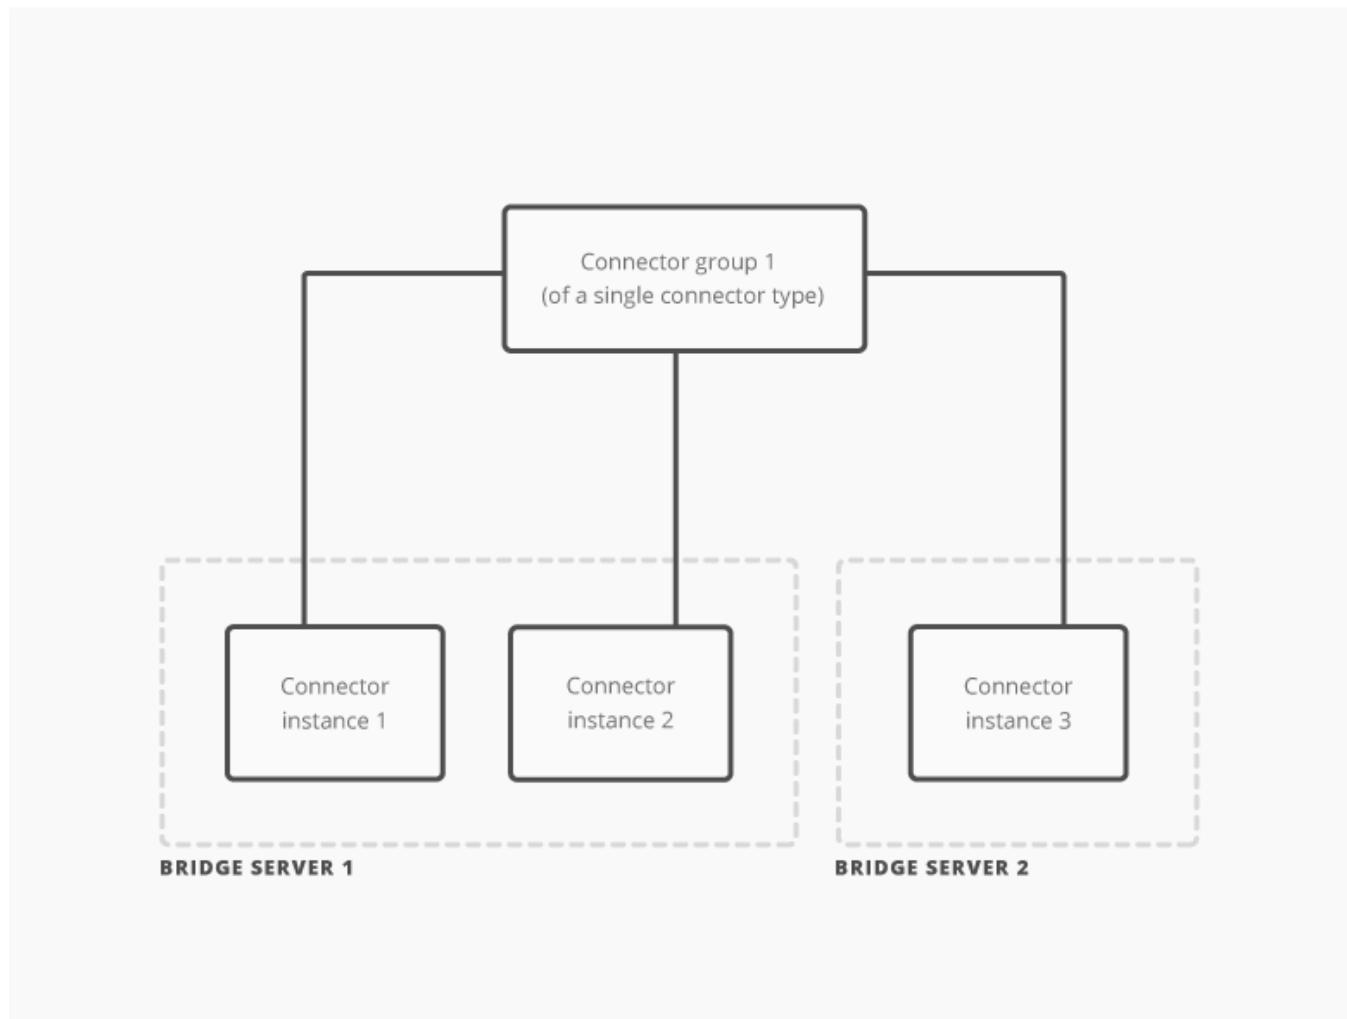 Connector group 1
(of a single connector type)
Connector
instance 1
Connector
instance 2
Connector
instance 3
BRIDGE SERVER 1
BRIDGE SERVER 2